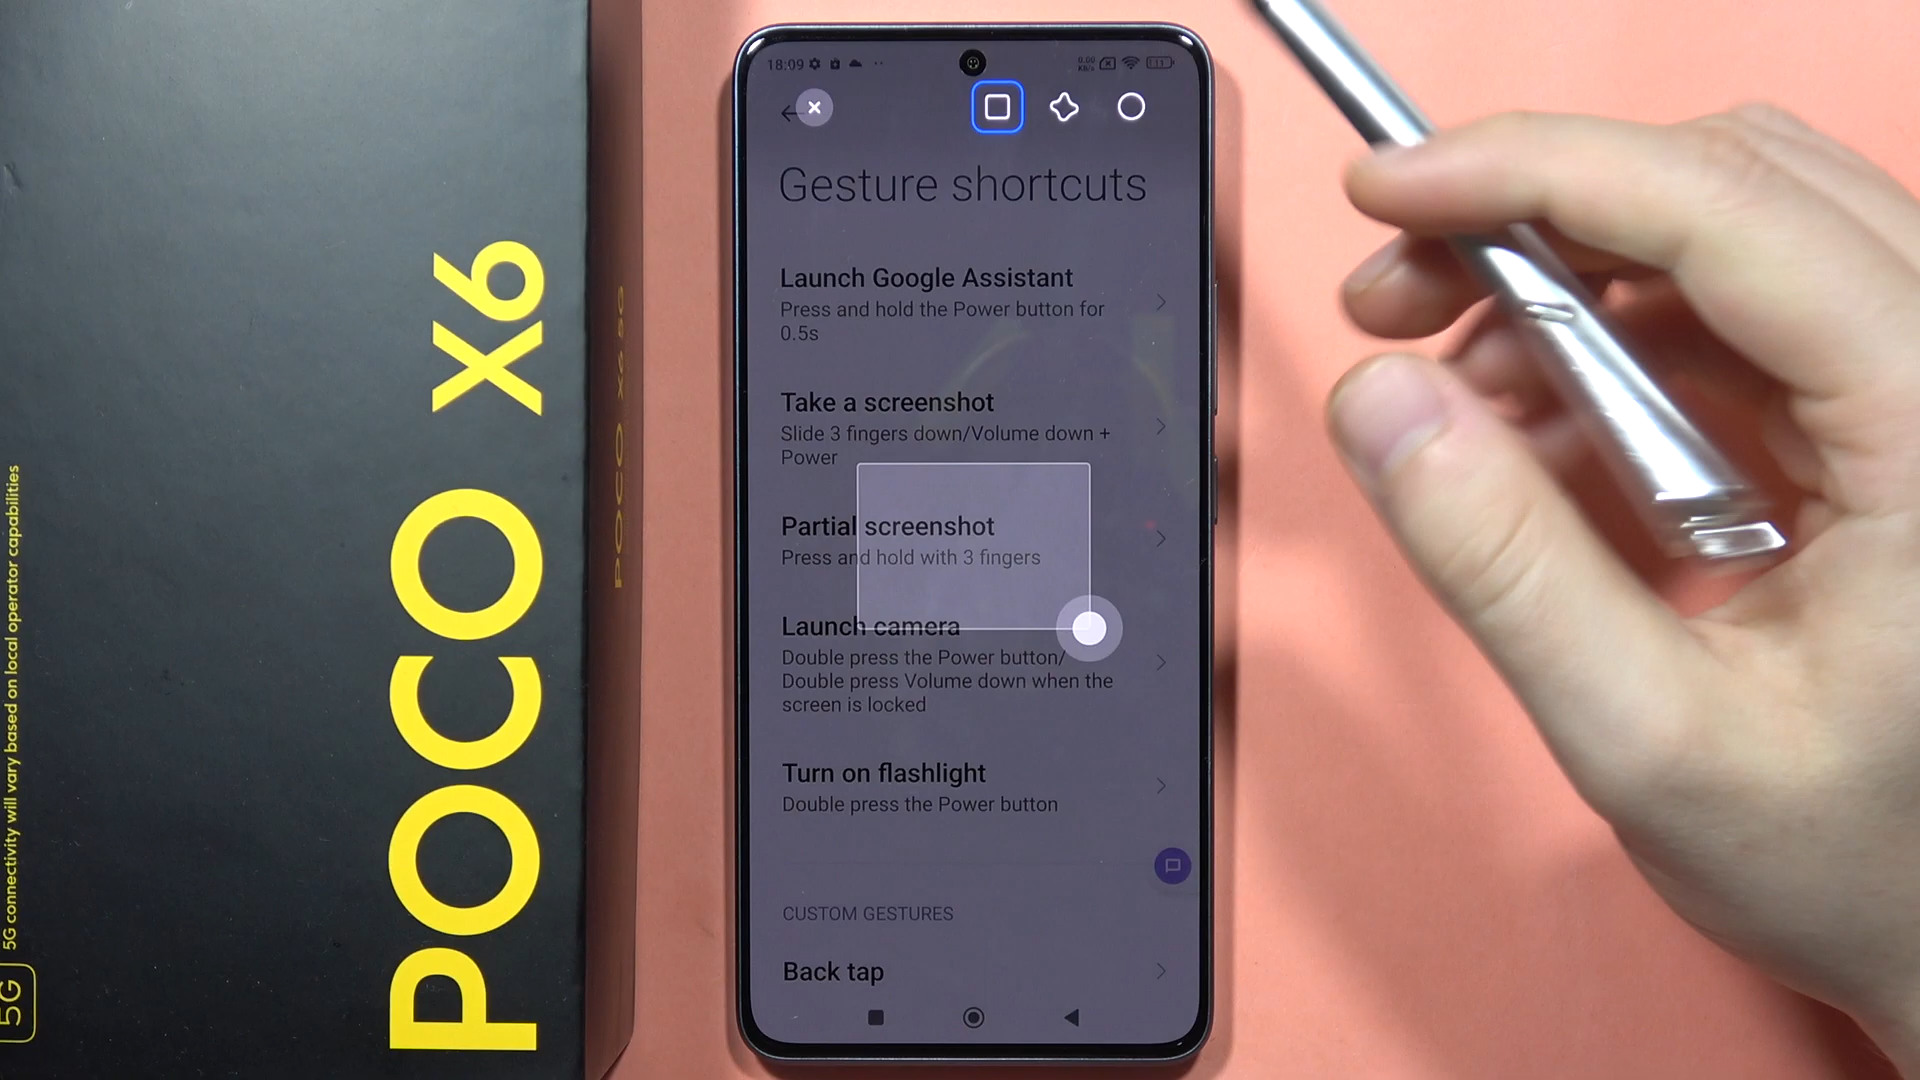 5G connectivity will vary based on local operator capabilities
5G
POCO X6
POCO X6 5G
18:09
0.00
KB/s
11
Gesture shortcuts
Launch Google Assistant
Press and hold the Power button for
0.5s
Take a screenshot
Slide 3 fingers down/Volume down +
Power
Partial screenshot
Press and hold with 3 fingers
Launch camera
Double press the Power button/
Double press Volume down when the
screen is locked
Turn on flashlight
Double press the Power button
CUSTOM GESTURES
Back tap